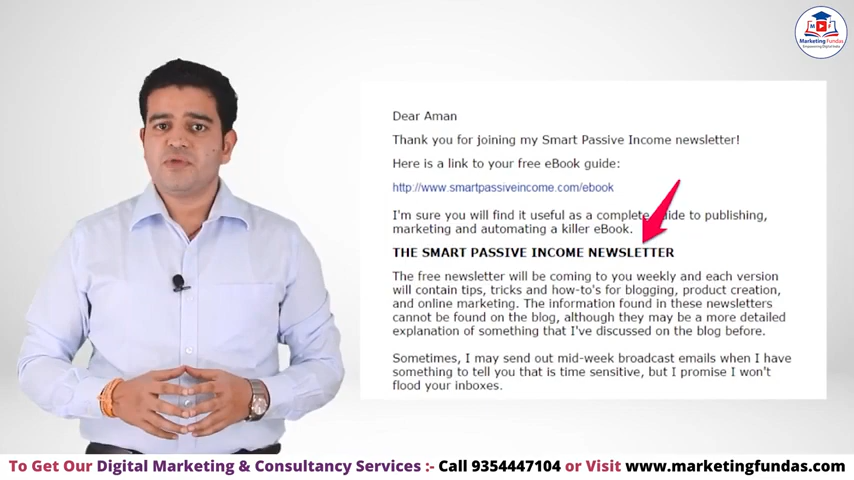 M F
Marketing Fundas
Empowering Digital India
Dear Aman
Thank you for joining my Smart Passive Income newsletter!
Here is a link to your free eBook guide:
http://www.smartpassiveincome.com/ebook
I'm sure you will find it useful as a complete to publishing,
marketing and automating a killer eBook.
THE SMART PASSIVE INCOME NEWSLETTER
The free newsletter will be coming to you weekly and each version
will contain tips, tricks and how-to's for blogging, product creation,
and online marketing. The information found in these newsletters
cannot be found on the blog, although they may be a more detailed
explanation of something that I've discussed on the blog before.
Sometimes, I may send out mid-week broadcast emails when I have
something to tell you that is time sensitive, but I promise I won't
flood your inboxes.
To Get Our Digital Marketing & Consultancy Services :- Call 9354447104 or Visit www.marketingfundas.com